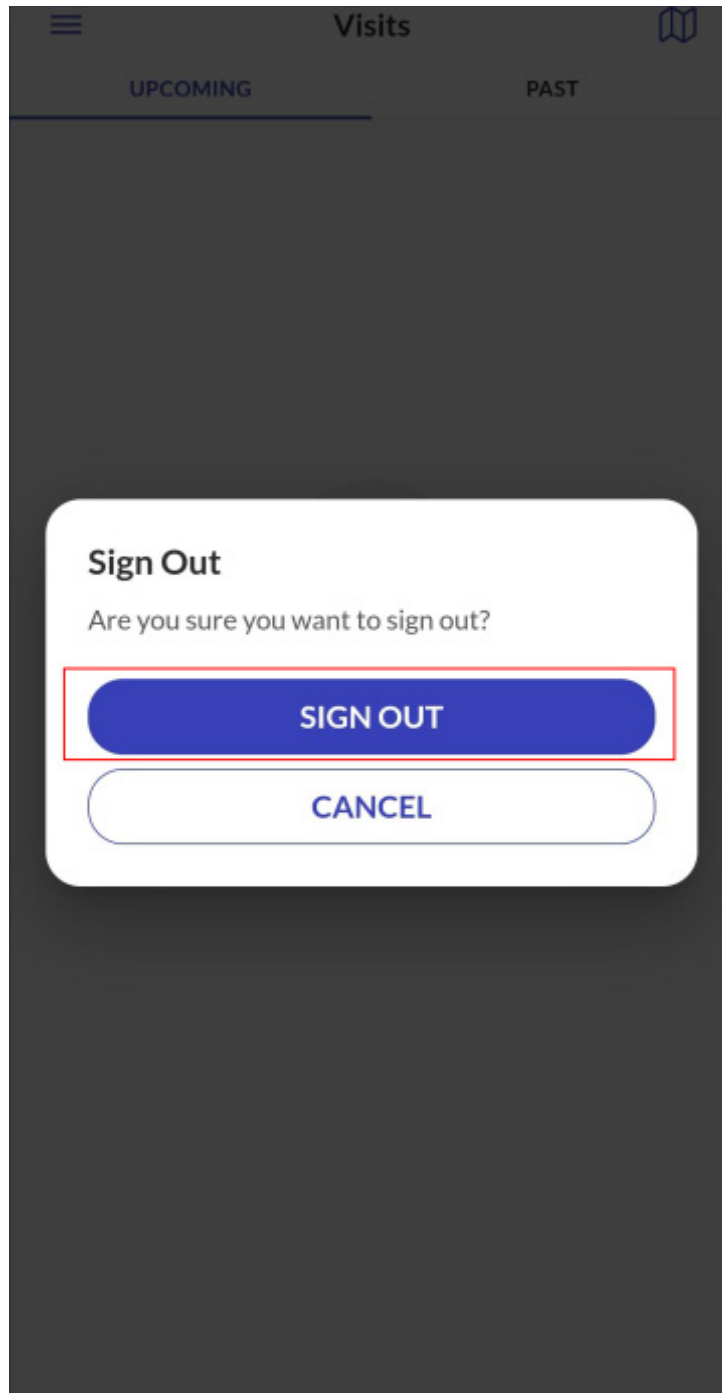 Visits
UPCOMING PAST
Sign Out
Are you sure you want to sign out?
SIGN OUT
CANCEL